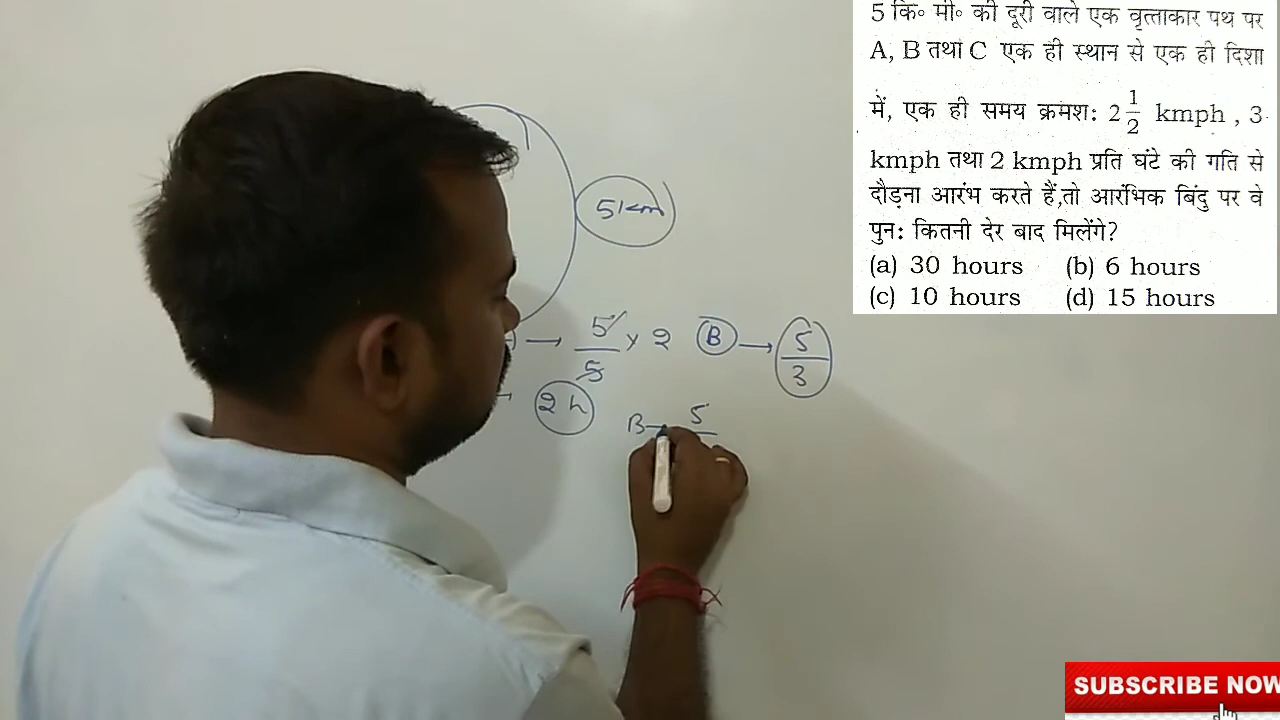 5 कि॰ मी॰ की दूरी वाले एक वृत्ताकार पथ पर
A, B तथा C एक ही स्थान से एक ही दिशा
में, एक ही समय क्रमश: 2 1/2 kmph , 3
kmph तथा 2 kmph प्रति घंटे की गति से
दौड़ना आरंभ करते हैं,तो आरंभिक बिंदु पर वे
पुन: कितनी देर बाद मिलेंगे?
(a) 30 hours (b) 6 hours
(c) 10 hours (d) 15 hours
5 km
→ 5/5 x 2 B → 5/3
2 h
B → 5
SUBSCRIBE NOW